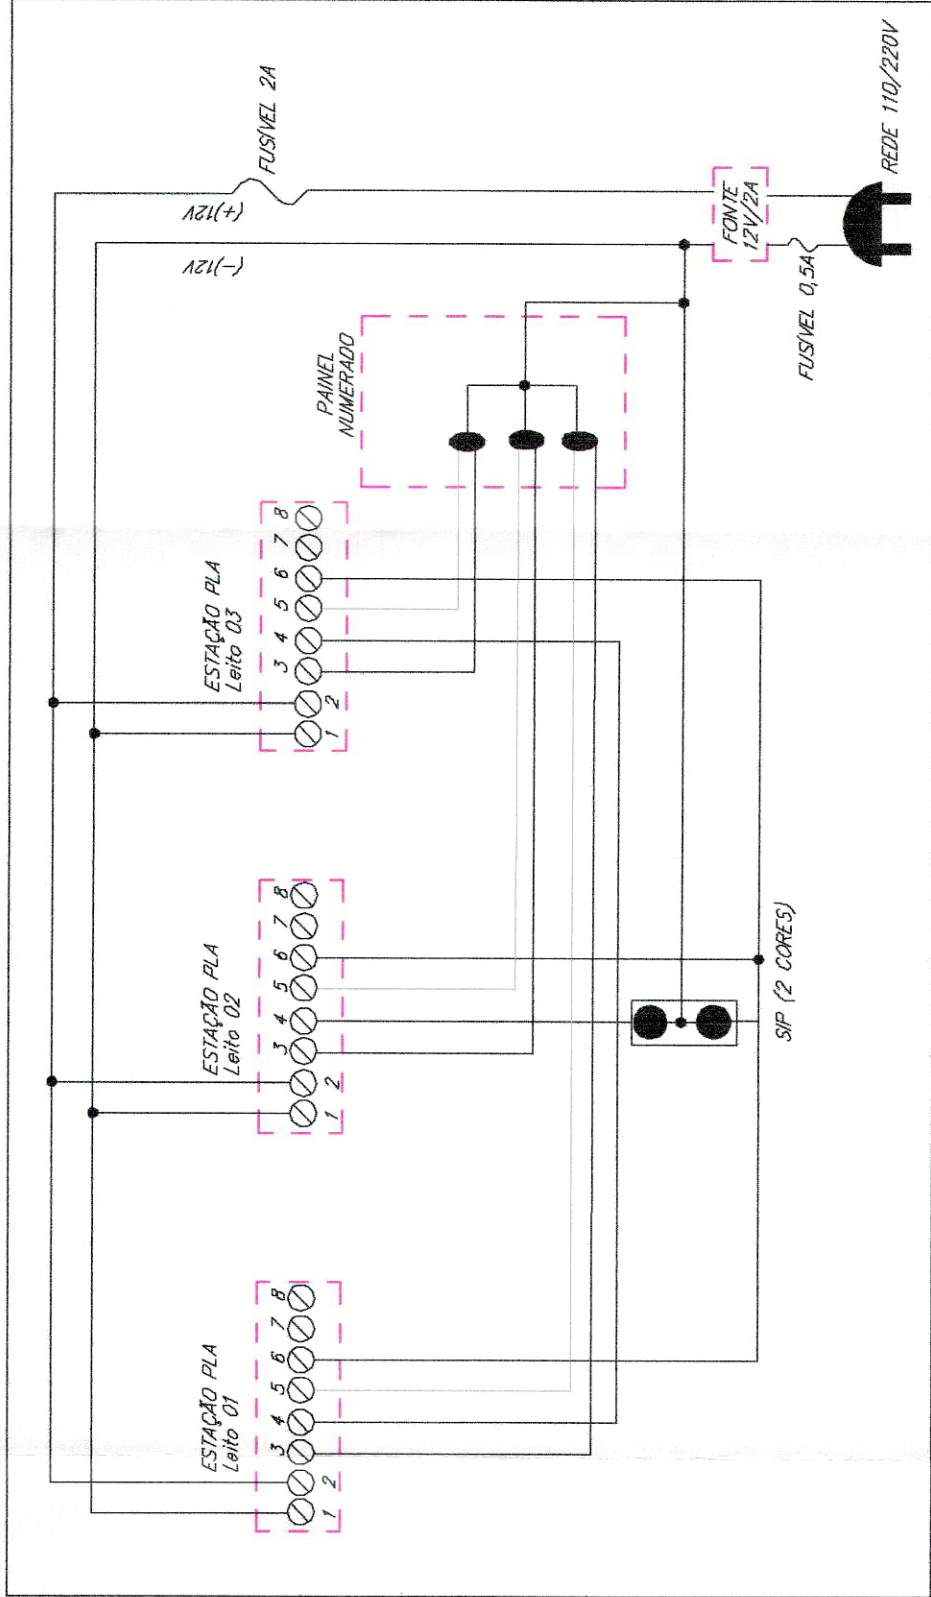 ESTAÇÃO PLA
Leito 01
1 2 3 4 5 6 7 8
ESTAÇÃO PLA
Leito 02
1 2 3 4 5 6 7 8
ESTAÇÃO PLA
Leito 03
1 2 3 4 5 6 7 8
PAINEL
NUMERADO
(-)12V
(+)12V
FUSÍVEL 2A
FONTE
12V/2A
FUSÍVEL 0,5A
REDE 110/220V
SIP (2 CORES)